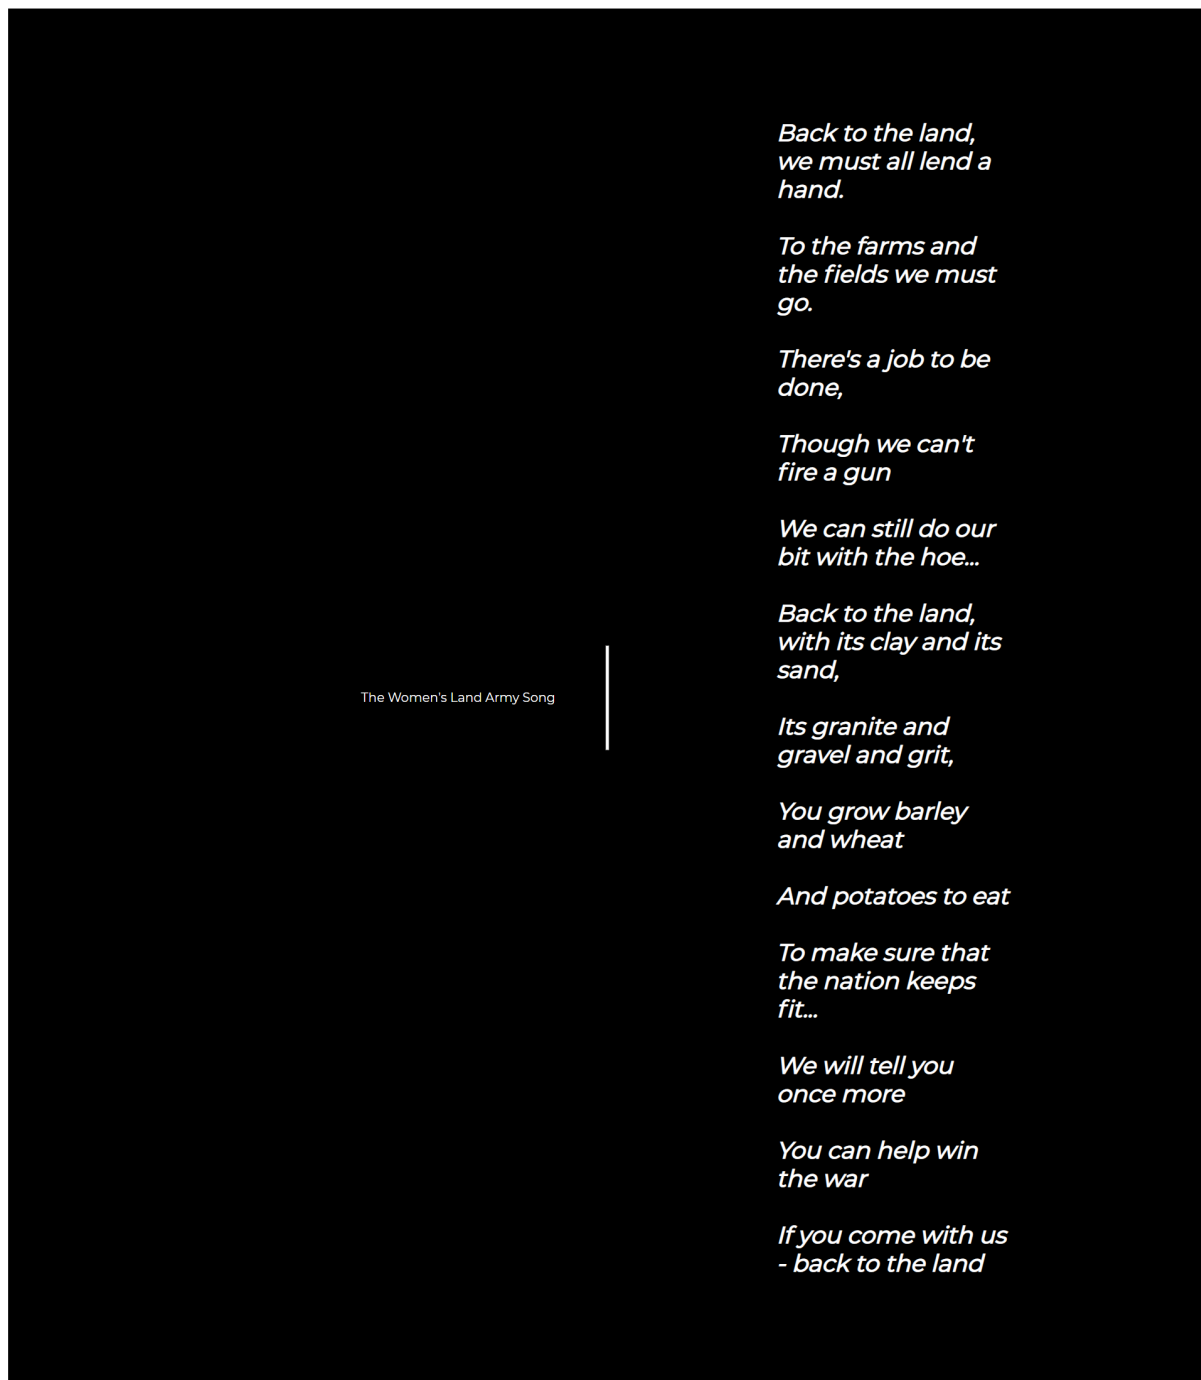 The Women's Land Army Song
Back to the land,
we must all lend a
hand.
To the farms and
the fields we must
go.
There's a job to be
done,
Though we can't
fire a gun
We can still do our
bit with the hoe...
Back to the land,
with its clay and its
sand,
Its granite and
gravel and grit,
You grow barley
and wheat
And potatoes to eat
To make sure that
the nation keeps
fit...
We will tell you
once more
You can help win
the war
If you come with us
- back to the land